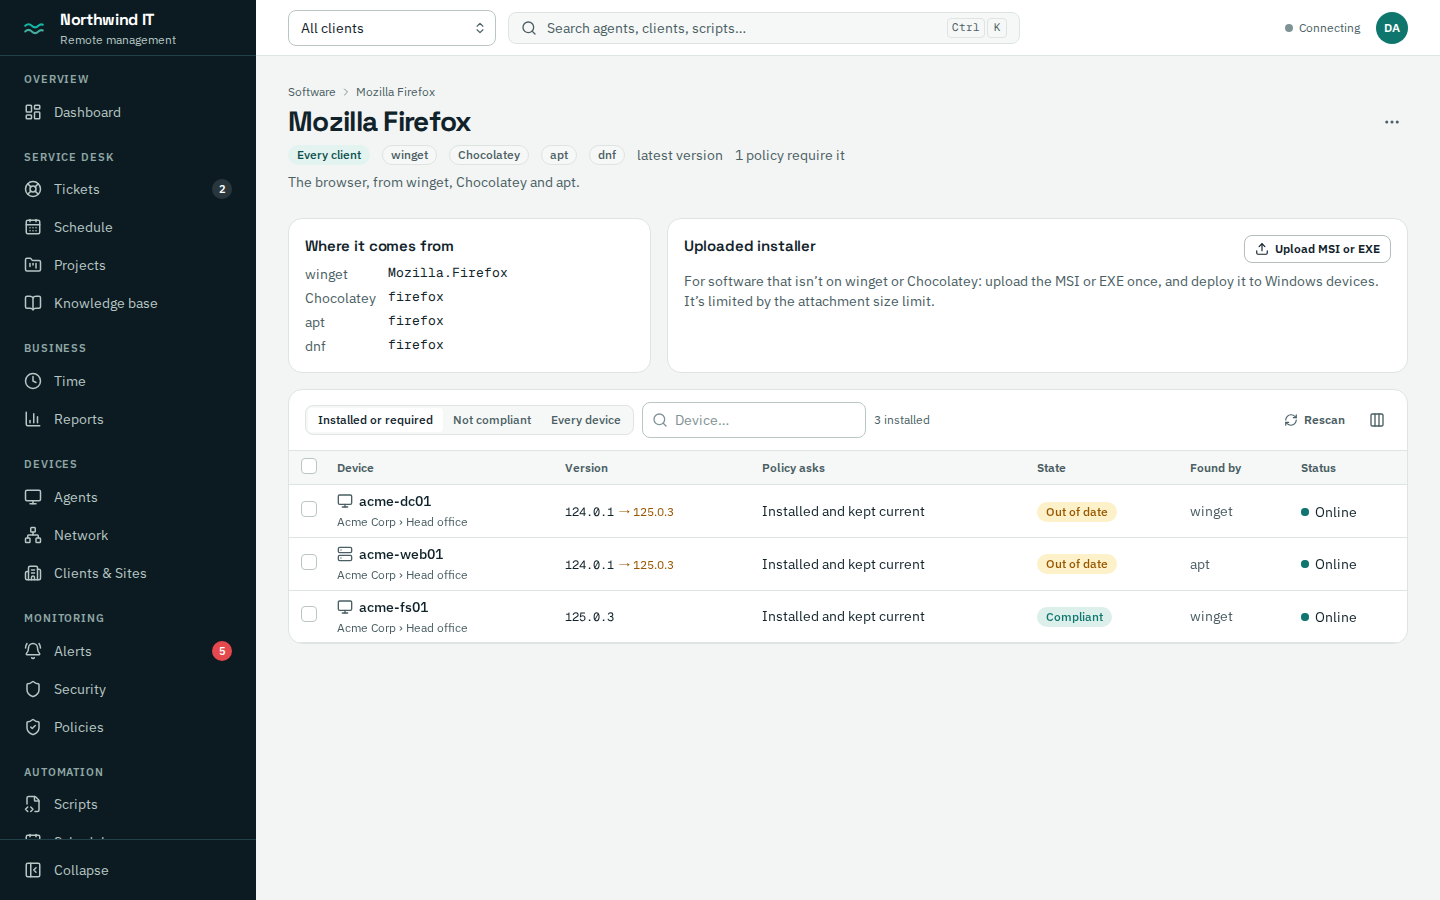 Northwind IT
Remote management
All clients
Search agents, clients, scripts...
Ctrl K
Connecting
DA
OVERVIEW
Dashboard
SERVICE DESK
Tickets 2
Schedule
Projects
Knowledge base
BUSINESS
Time
Reports
DEVICES
Agents
Network
Clients & Sites
MONITORING
Alerts 5
Security
Policies
AUTOMATION
Scripts
Collapse
Software > Mozilla Firefox
Mozilla Firefox
Every client winget Chocolatey apt dnf latest version 1 policy require it
The browser, from winget, Chocolatey and apt.
Where it comes from
winget Mozilla.Firefox
Chocolatey firefox
apt firefox
dnf firefox
Uploaded installer
Upload MSI or EXE
For software that isn’t on winget or Chocolatey: upload the MSI or EXE once, and deploy it to Windows devices.
It’s limited by the attachment size limit.
Installed or required Not compliant Every device Device... 3 installed Rescan
Device Version Policy asks State Found by Status
acme-dc01
Acme Corp › Head office
124.0.1 → 125.0.3 Installed and kept current Out of date winget Online
acme-web01
Acme Corp › Head office
124.0.1 → 125.0.3 Installed and kept current Out of date apt Online
acme-fs01
Acme Corp › Head office
125.0.3 Installed and kept current Compliant winget Online